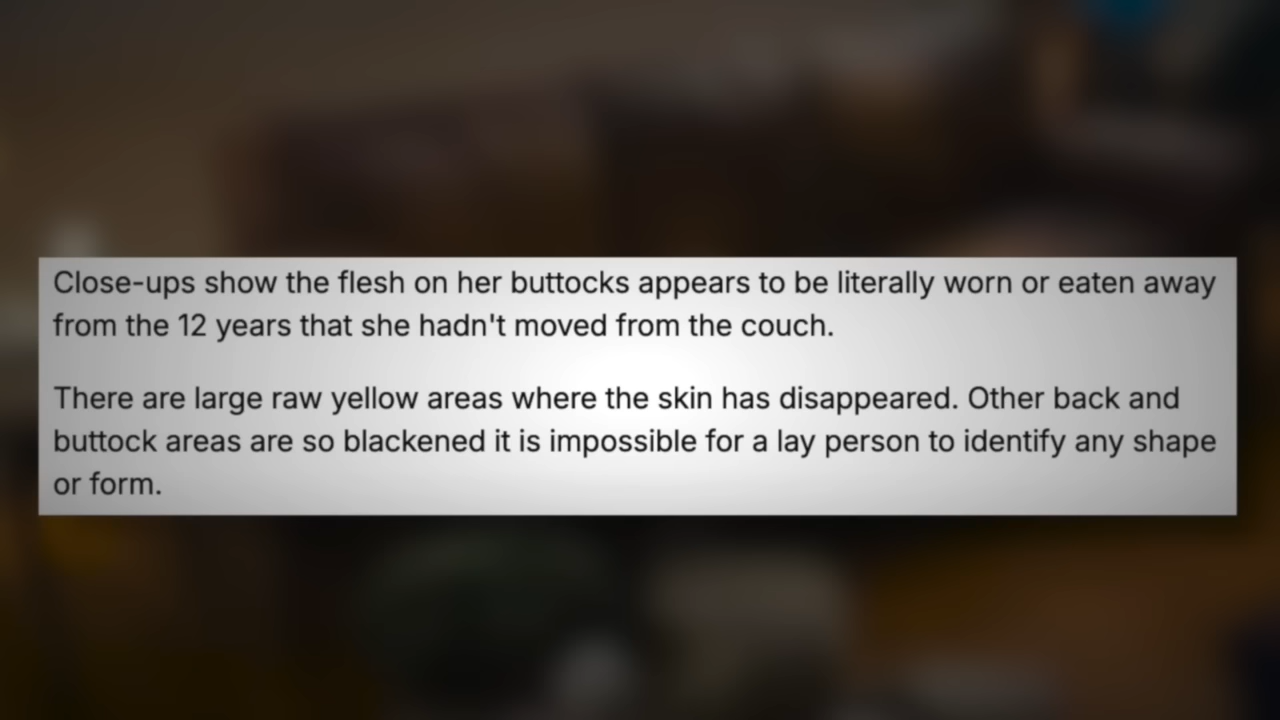 Close-ups show the flesh on her buttocks appears to be literally worn or eaten away
from the 12 years that she hadn't moved from the couch.
There are large raw yellow areas where the skin has disappeared. Other back and
buttock areas are so blackened it is impossible for a lay person to identify any shape
or form.